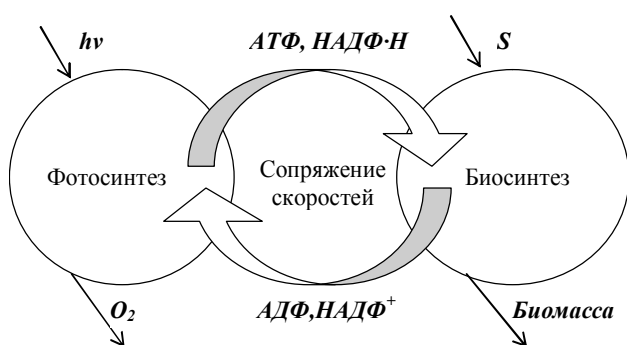 hν АТФ, НАДФ·Н S
Фотосинтез Сопряжение скоростей Биосинтез
O₂ АДФ,НАДФ⁺ Биомасса